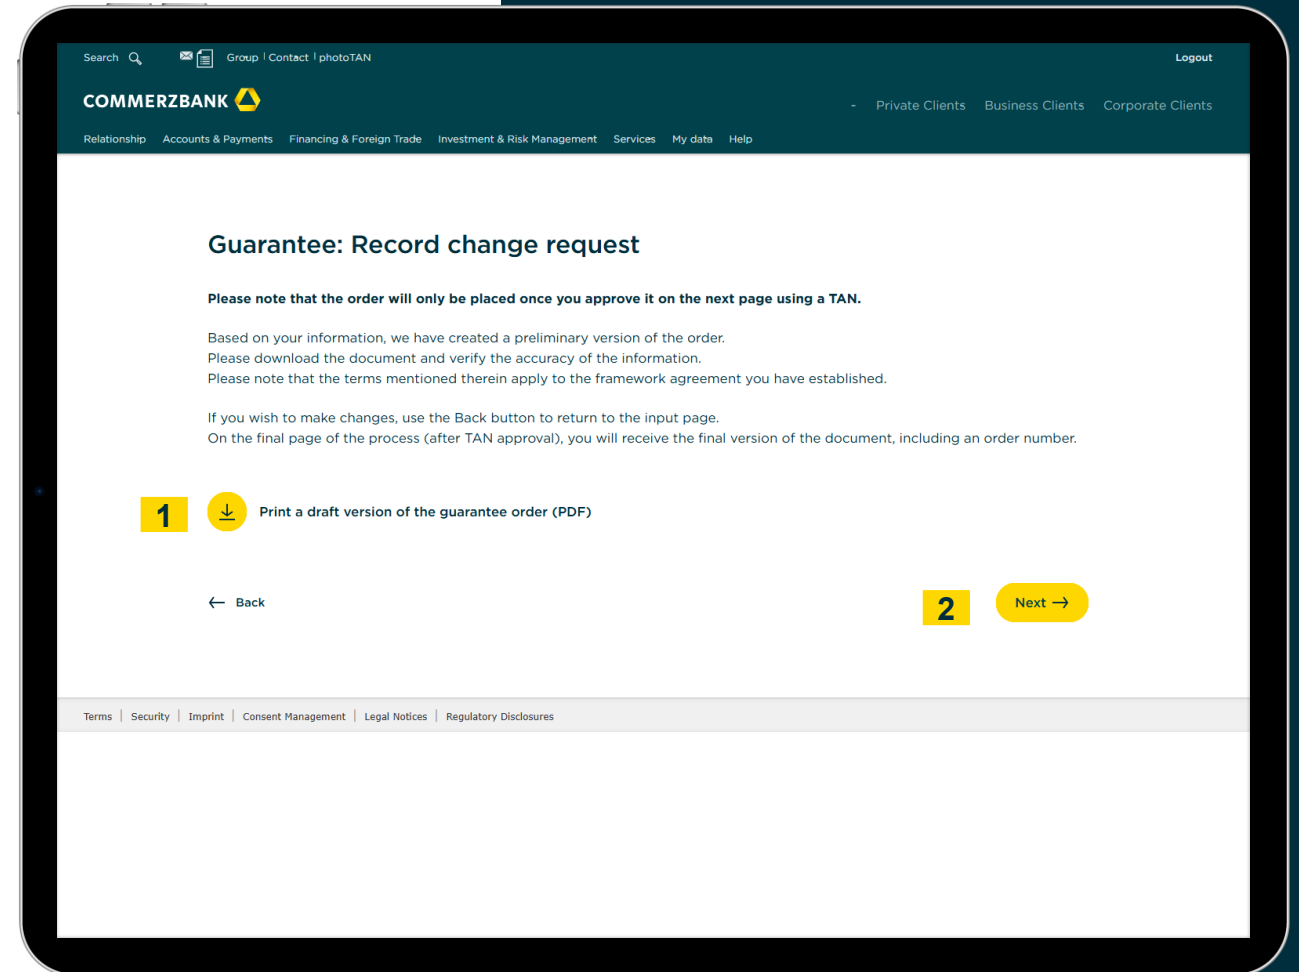 Search
Group | Contact | photoTAN
Logout
COMMERZBANK
- Private Clients Business Clients Corporate Clients
Relationship Accounts & Payments Financing & Foreign Trade Investment & Risk Management Services My data Help
Guarantee: Record change request
Please note that the order will only be placed once you approve it on the next page using a TAN.
Based on your information, we have created a preliminary version of the order.
Please download the document and verify the accuracy of the information.
Please note that the terms mentioned therein apply to the framework agreement you have established.
If you wish to make changes, use the Back button to return to the input page.
On the final page of the process (after TAN approval), you will receive the final version of the document, including an order number.
1
Print a draft version of the guarantee order (PDF)
← Back
2
Next →
Terms | Security | Imprint | Consent Management | Legal Notices | Regulatory Disclosures